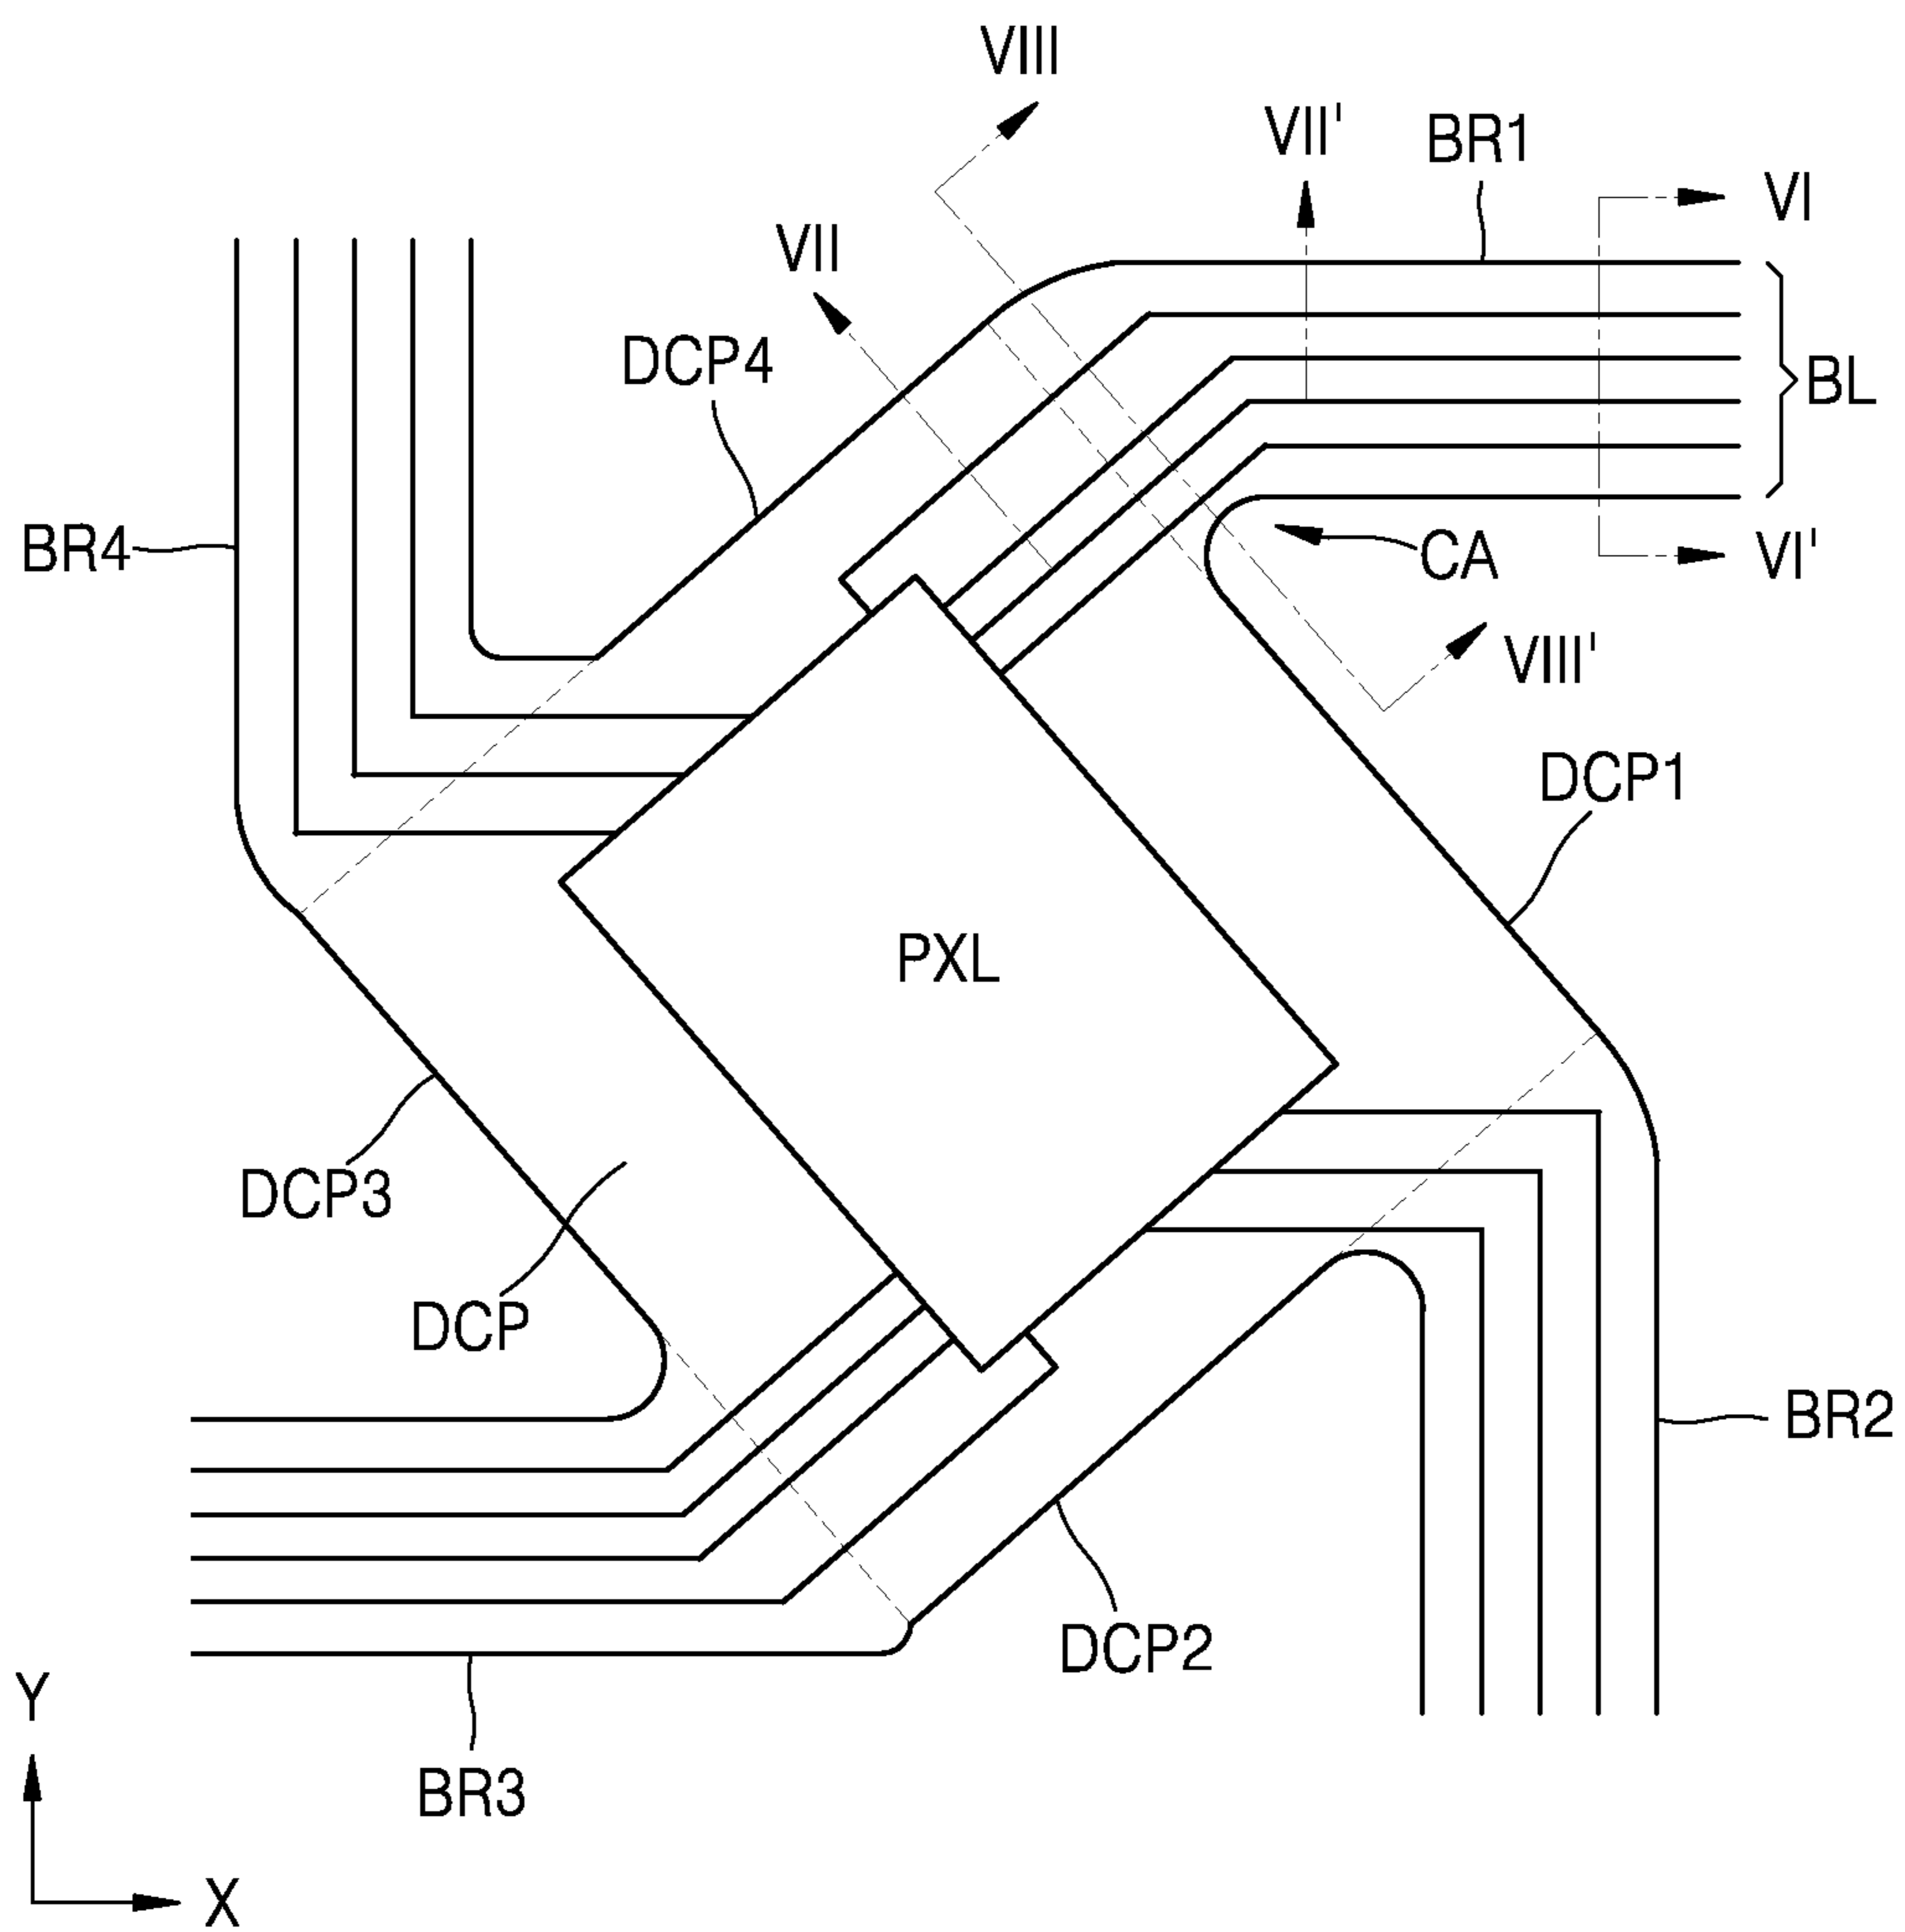 VIII
VII'
BR1
VI
VII
DCP4
BL
BR4
CA
VI'
VIII'
DCP1
PXL
DCP3
DCP
BR2
DCP2
Y
BR3
X